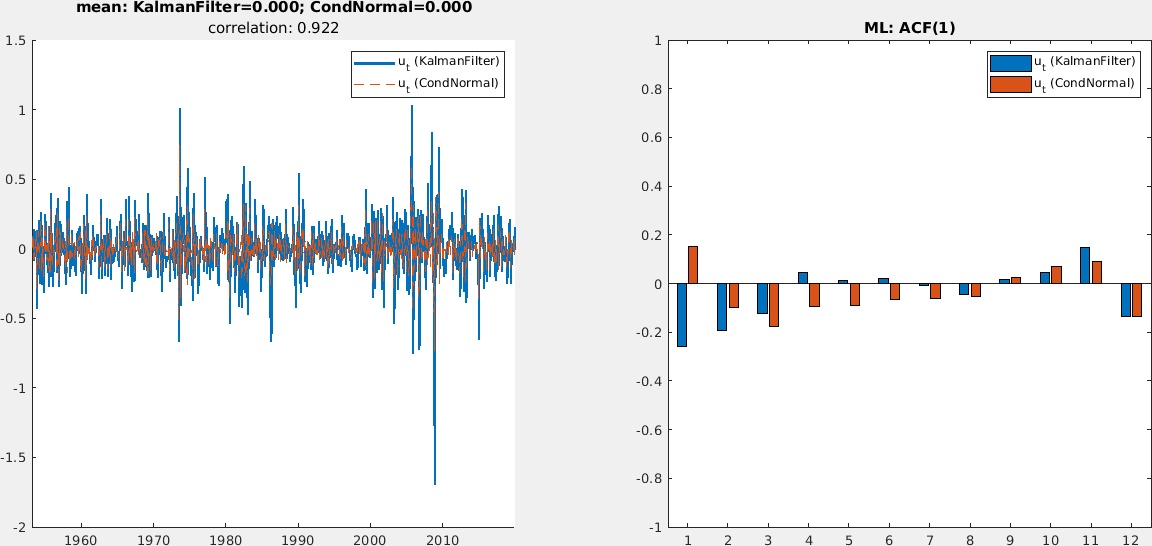 mean: KalmanFilter=0.000; CondNormal=0.000
correlation: 0.922
1.5
1
0.5
0
-0.5
-1
-1.5
-2
1960 1970 1980 1990 2000 2010
u_t (KalmanFilter)
u_t (CondNormal)
ML: ACF(1)
1
0.8
0.6
0.4
0.2
0
-0.2
-0.4
-0.6
-0.8
-1
1 2 3 4 5 6 7 8 9 10 11 12
u_t (KalmanFilter)
u_t (CondNormal)